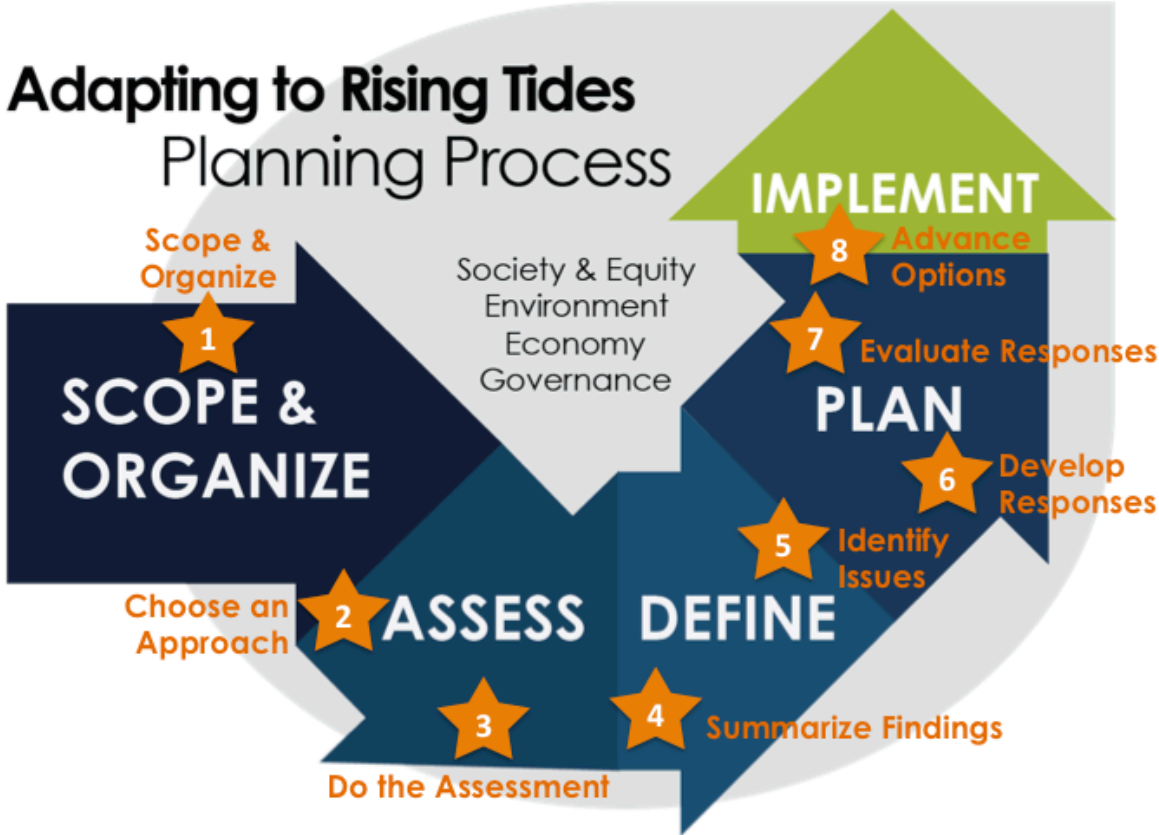 Adapting to Rising Tides
Planning Process
Scope &
Organize
1
SCOPE &
ORGANIZE
Society & Equity
Environment
Economy
Governance
Choose an
Approach
2
ASSESS
3
Do the Assessment
DEFINE
4
Summarize Findings
5
Identify
Issues
PLAN
6
Develop
Responses
7
Evaluate Responses
IMPLEMENT
8
Advance
Options